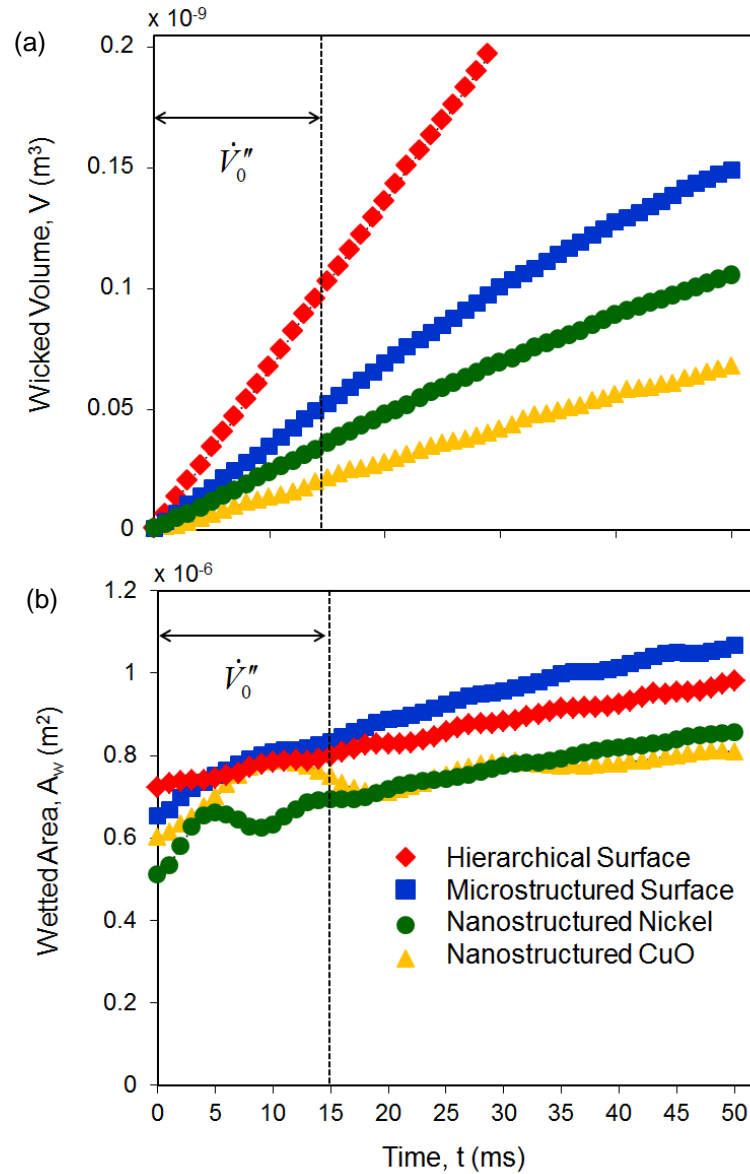 x 10-9
(a)
0.2
0.15
0.1
0.05
0
Wicked Volume, V (m³)
V̇₀″
x 10-6
(b)
1.2
1
0.8
0.6
0.4
0.2
0
Wetted Area, Aw (m²)
V̇₀″
Hierarchical Surface
Microstructured Surface
Nanostructured Nickel
Nanostructured CuO
0 5 10 15 20 25 30 35 40 45 50
Time, t (ms)